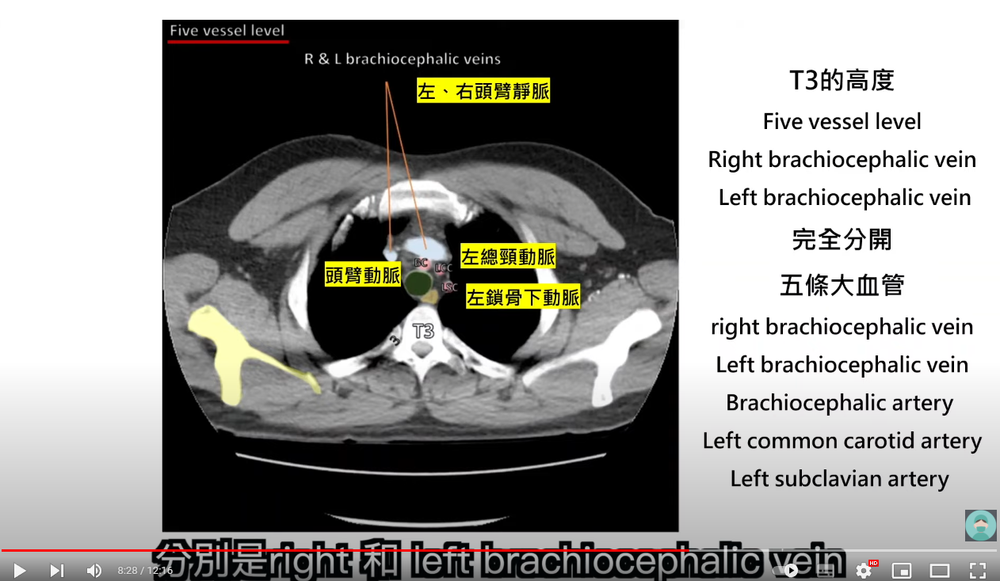 Five vessel level
R & L brachiocephalic veins
左、右頭臂靜脈
左總頸動脈
頭臂動脈
BC
LCC
LSC
左鎖骨下動脈
T3
3
T3的高度
Five vessel level
Right brachiocephalic vein
Left brachiocephalic vein
完全分開
五條大血管
right brachiocephalic vein
Left brachiocephalic vein
Brachiocephalic artery
Left common carotid artery
Left subclavian artery
分別是right 和 left brachiocephalic vein
8:28 / 12:16
HD